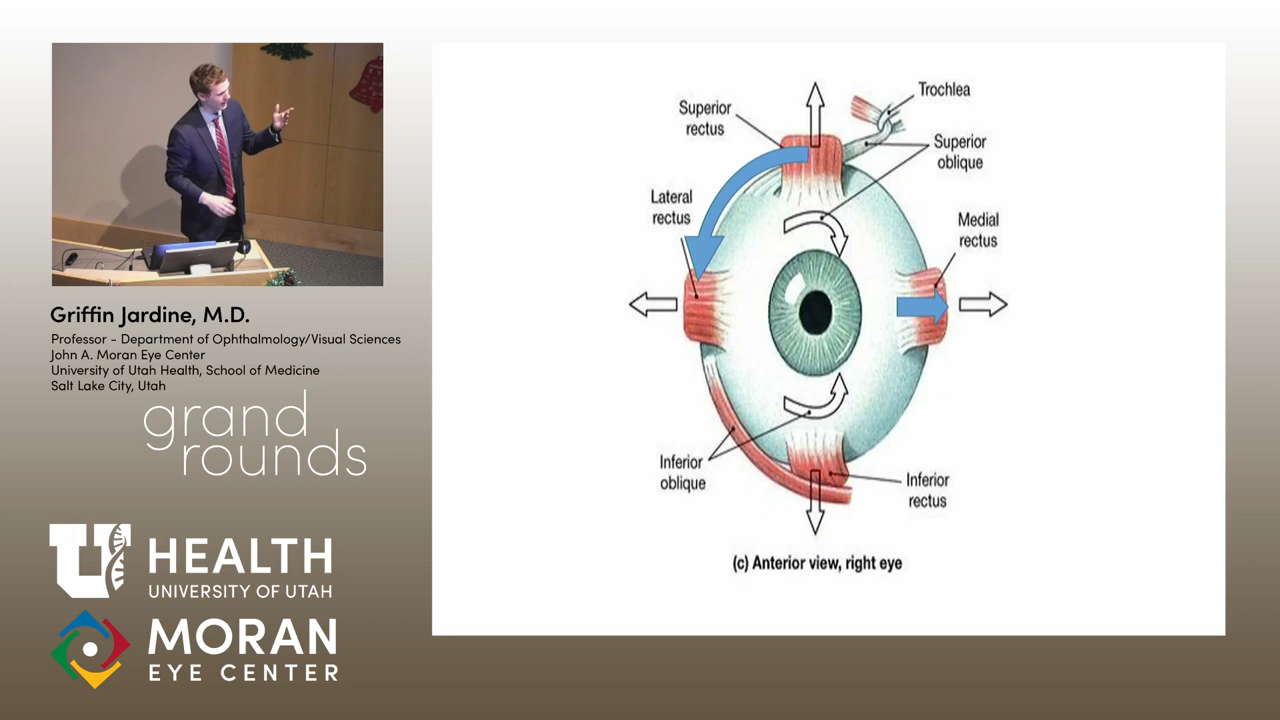 Griffin Jardine, M.D.
Professor - Department of Ophthalmology/Visual Sciences
John A. Moran Eye Center
University of Utah Health, School of Medicine
Salt Lake City, Utah
grand
rounds
U HEALTH
UNIVERSITY OF UTAH
MORAN
EYE CENTER
Superior
rectus
Trochlea
Superior
oblique
Lateral
rectus
Medial
rectus
Inferior
oblique
Inferior
rectus
(c) Anterior view, right eye